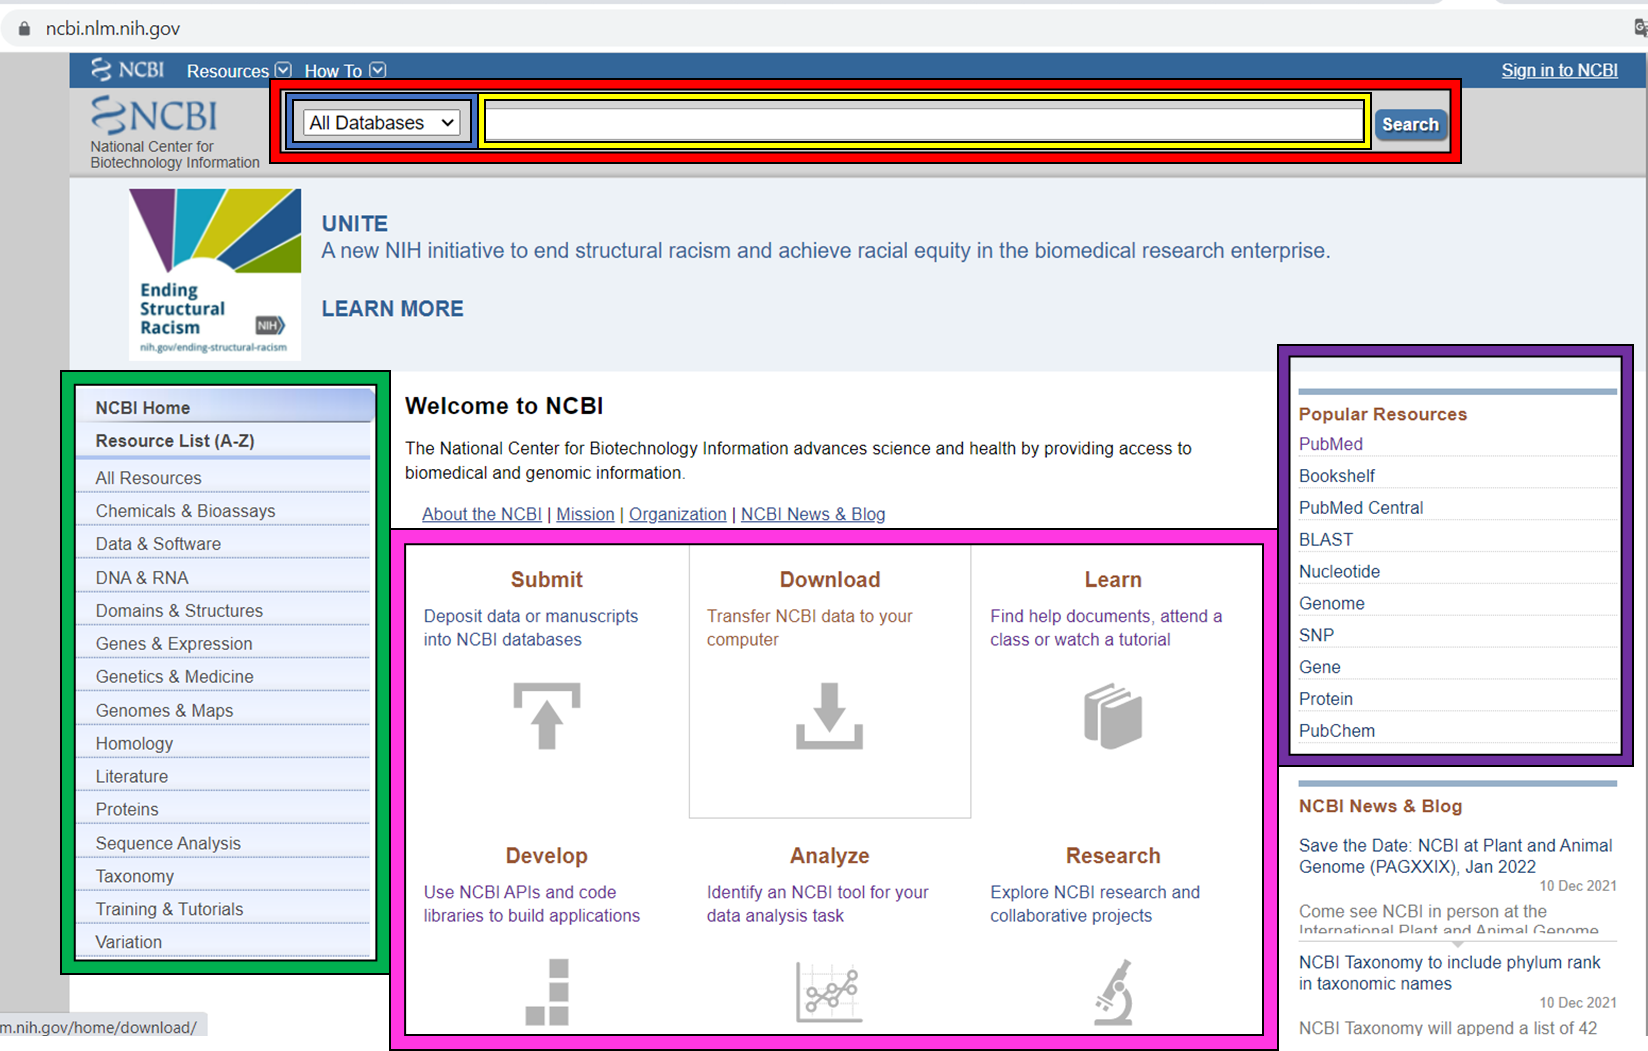 ncbi.nlm.nih.gov
NCBI Resources How To Sign in to NCBI
NCBI
National Center for
Biotechnology Information
All Databases
Search
Ending
Structural
Racism
NIH
nih.gov/ending-structural-racism
UNITE
A new NIH initiative to end structural racism and achieve racial equity in the biomedical research enterprise.
LEARN MORE
NCBI Home
Resource List (A-Z)
All Resources
Chemicals & Bioassays
Data & Software
DNA & RNA
Domains & Structures
Genes & Expression
Genetics & Medicine
Genomes & Maps
Homology
Literature
Proteins
Sequence Analysis
Taxonomy
Training & Tutorials
Variation
Welcome to NCBI
The National Center for Biotechnology Information advances science and health by providing access to
biomedical and genomic information.
About the NCBI | Mission | Organization | NCBI News & Blog
Submit
Deposit data or manuscripts
into NCBI databases
Download
Transfer NCBI data to your
computer
Learn
Find help documents, attend a
class or watch a tutorial
Develop
Use NCBI APIs and code
libraries to build applications
Analyze
Identify an NCBI tool for your
data analysis task
Research
Explore NCBI research and
collaborative projects
Popular Resources
PubMed
Bookshelf
PubMed Central
BLAST
Nucleotide
Genome
SNP
Gene
Protein
PubChem
NCBI News & Blog
Save the Date: NCBI at Plant and Animal
Genome (PAGXXIX), Jan 2022
10 Dec 2021
Come see NCBI in person at the
International Plant and Animal Genome
NCBI Taxonomy to include phylum rank
in taxonomic names
10 Dec 2021
NCBI Taxonomy will append a list of 42
m.nih.gov/home/download/